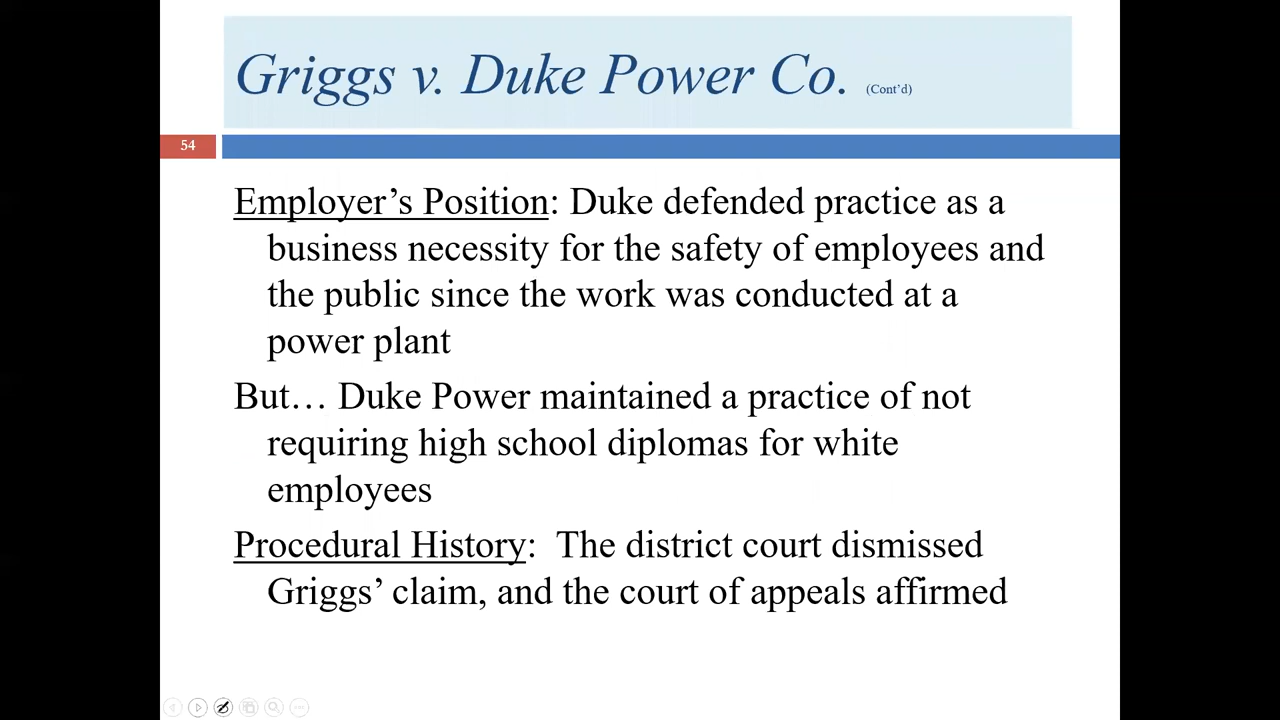 Griggs v. Duke Power Co. (Cont’d)
54
Employer’s Position: Duke defended practice as a
business necessity for the safety of employees and
the public since the work was conducted at a
power plant
But… Duke Power maintained a practice of not
requiring high school diplomas for white
employees
Procedural History:  The district court dismissed
Griggs’ claim, and the court of appeals affirmed